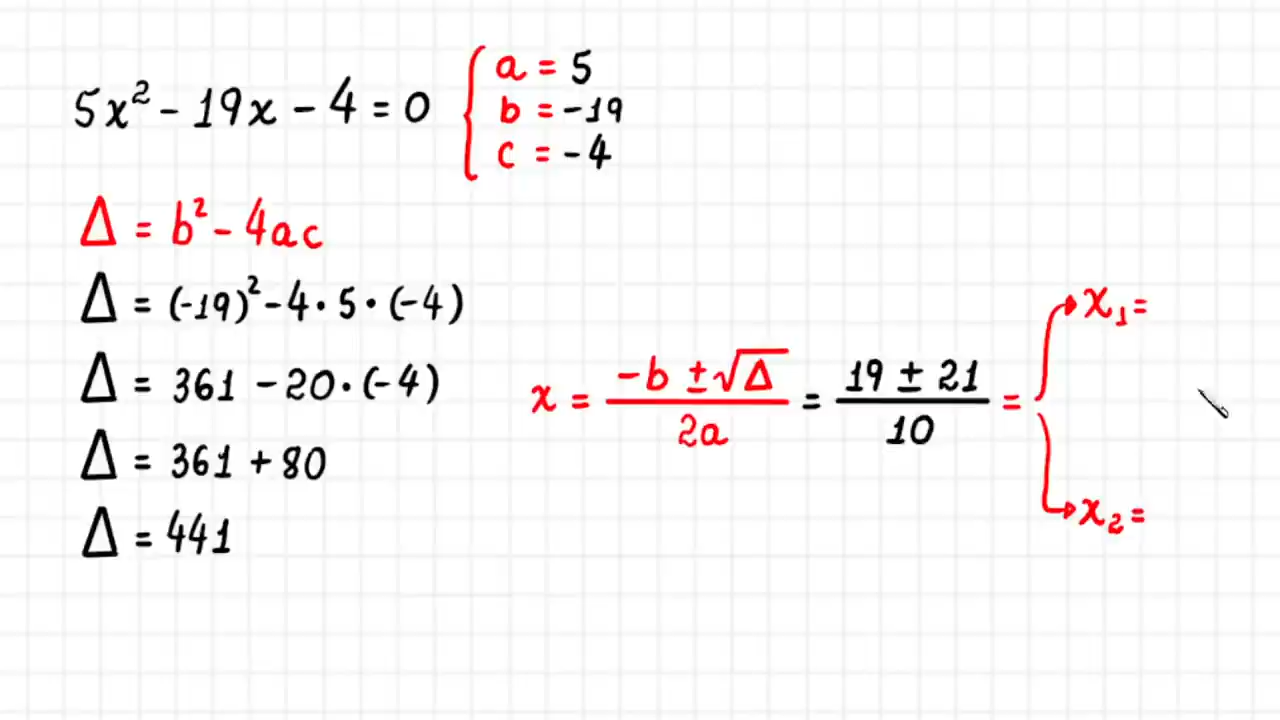 5x² - 19x - 4 = 0
a = 5
b = -19
c = -4
Δ = b² - 4ac
Δ = (-19)² - 4 · 5 · (-4)
Δ = 361 - 20 · (-4)
Δ = 361 + 80
Δ = 441
x = (-b ± √Δ)/2a = (19 ± 21)/10 =
x₁ =
x₂ =